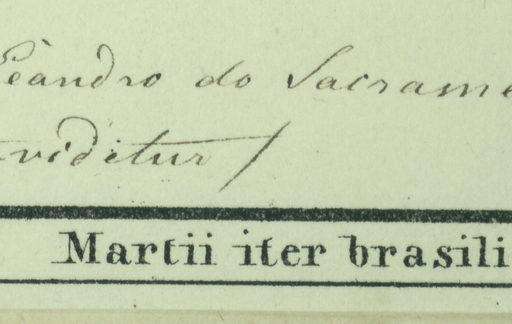 Leandro do Sacrame
videtur /
Martii iter brasili